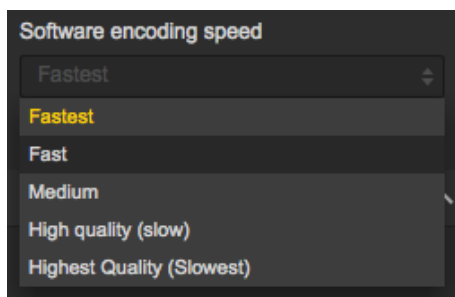 Software encoding speed
Fastest
Fastest
Fast
Medium
High quality (slow)
Highest Quality (Slowest)